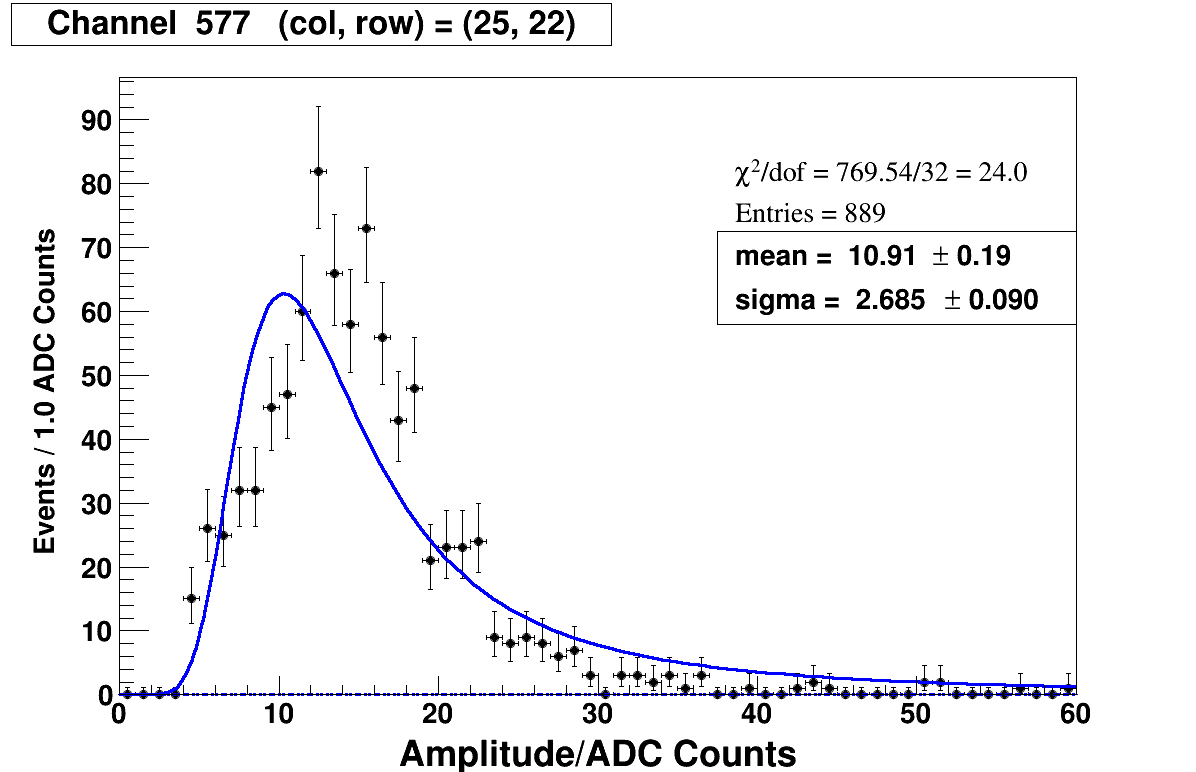 Channel 577 (col, row) = (25, 22)
χ²/dof = 769.54/32 = 24.0
Entries = 889
mean = 10.91 ± 0.19
sigma = 2.685 ± 0.090
Events / 1.0 ADC Counts
90
80
70
60
50
40
30
20
10
0
0 10 20 30 40 50 60
Amplitude/ADC Counts